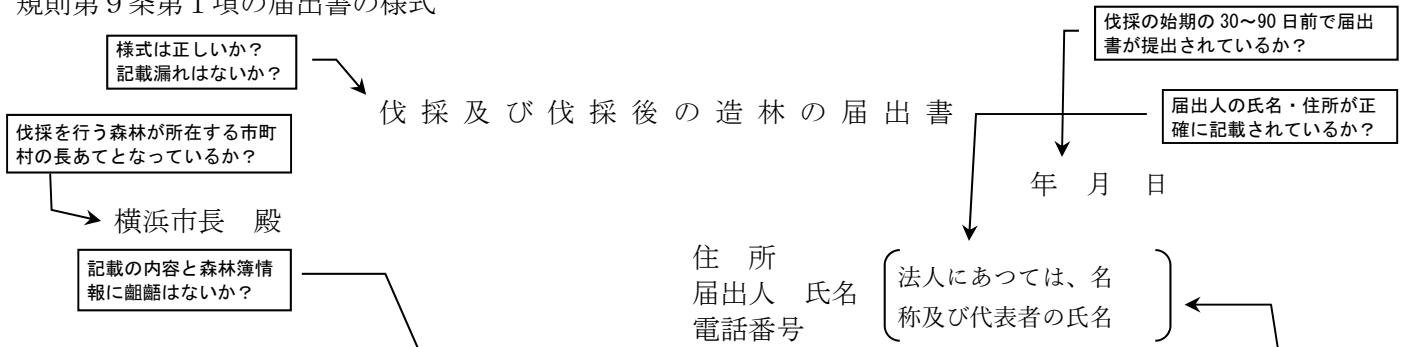 規則第９条第１項の届出書の様式
伐採の始期の 30～90 日前で届出
書が提出されているか？
様式は正しいか？
記載漏れはないか？
伐 採 及 び 伐 採 後 の 造 林 の 届 出 書
届出人の氏名・住所が正
確に記載されているか？
伐採を行う森林が所在する市町
村の長あてとなっているか？
年　月　日
横浜市長　殿
記載の内容と森林簿情
報に齟齬はないか？
住　所
届出人　氏名
電話番号
法人にあつては、名
称及び代表者の氏名